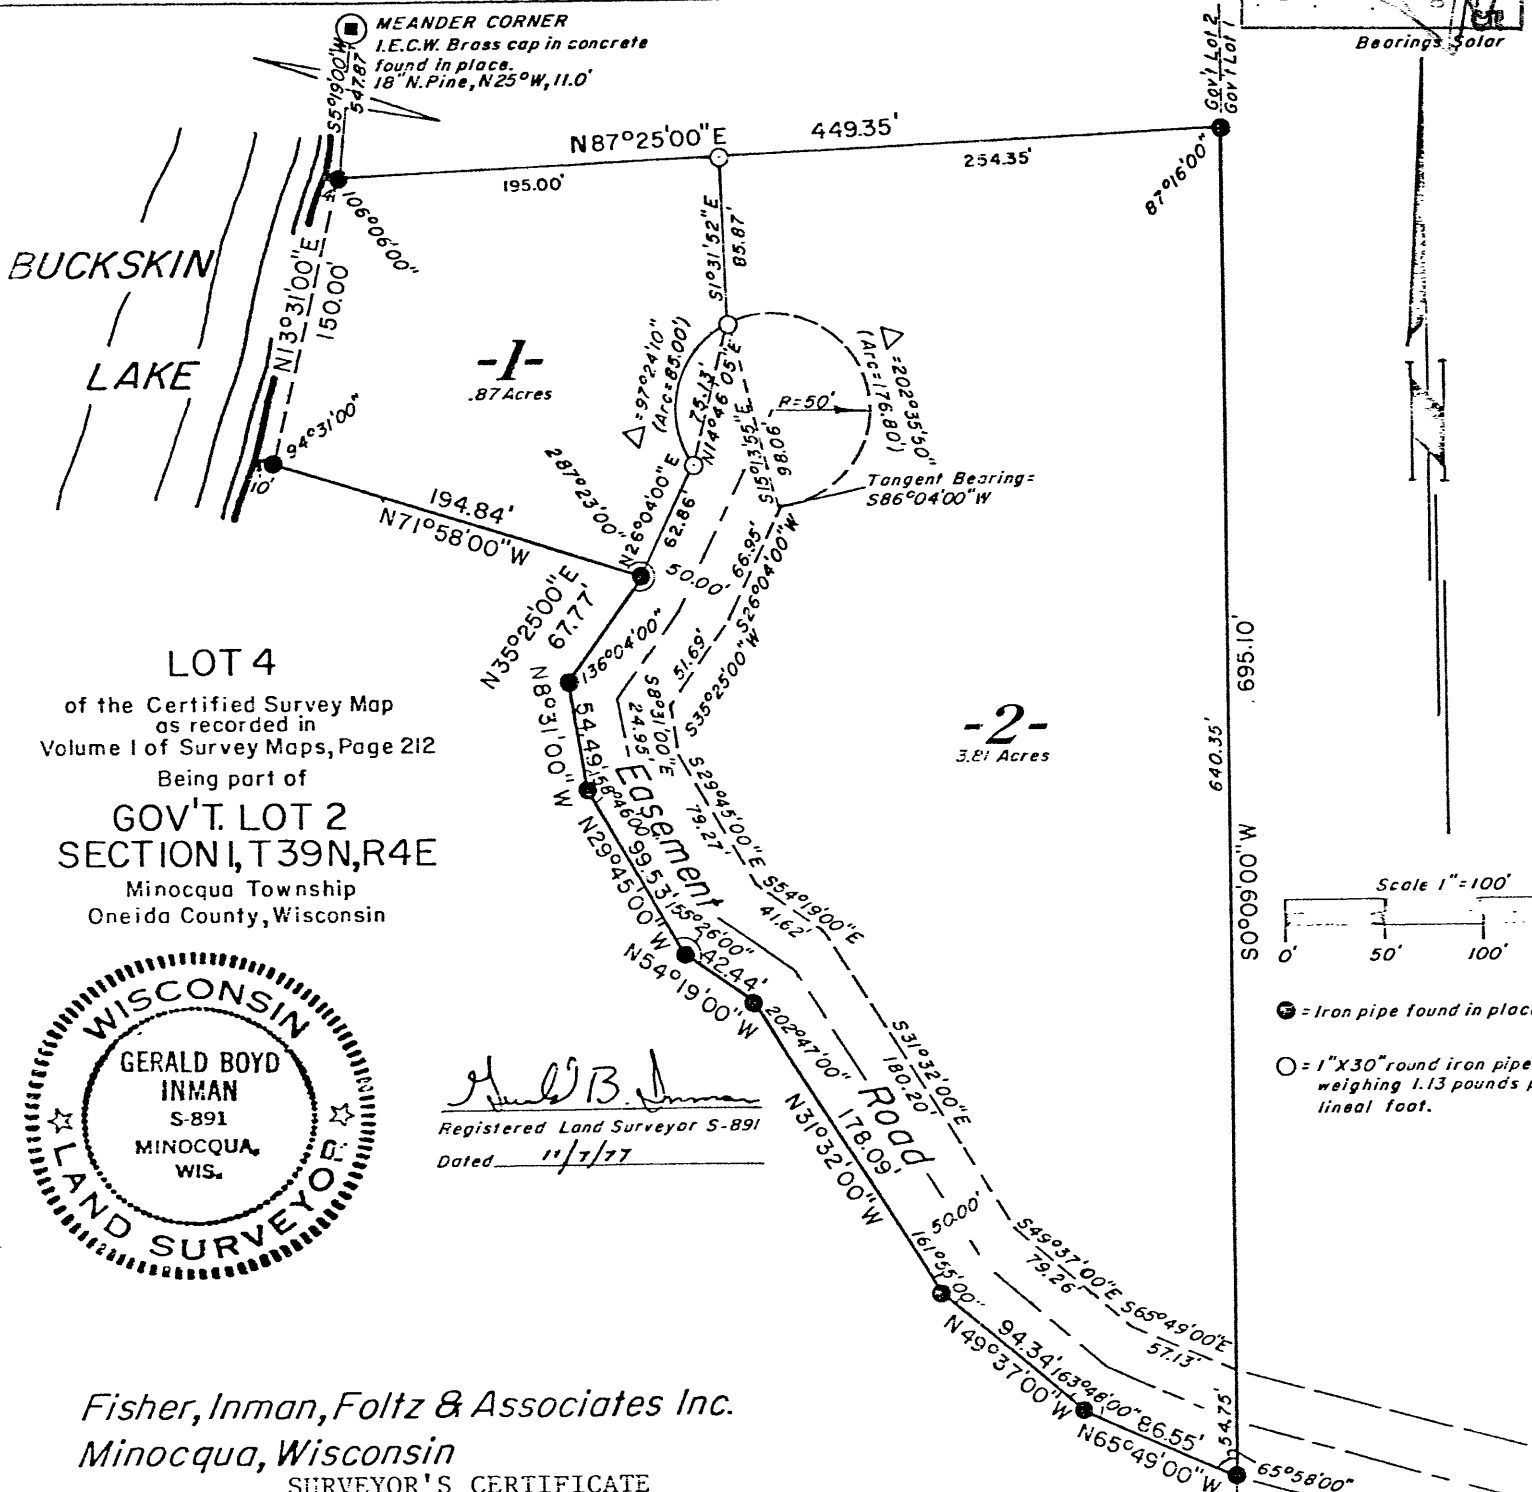 MEANDER CORNER
I.E.C.W. Brass cap in concrete
found in place.
18" N. Pine, N25°W, 11.0'
S5°19'00"W
547.87'
Gov't Lot 2
Gov't Lot 1
Bearings Solar
N87°25'00"E
449.35'
195.00'
254.35'
87°16'00"
106°06'00"
S1°31'52"E
85.87'
BUCKSKIN
LAKE
N13°31'00"E
150.00'
-1-
.87 Acres
△=97°24'10"
(Arc=85.00')
75.13'
N14°46'05"E
R=50'
△=202°35'50"
(Arc=176.80')
S15°13'55"E
98.06'
Tangent Bearing=
S86°04'00"W
94°31'00"
10'
194.84'
N71°58'00"W
287°23'00"
N26°04'00"E
62.86'
50.00'
66.95'
S26°04'00"W
N35°25'00"E
67.77'
136°04'00"
51.69'
S35°25'00"W
LOT 4
of the Certified Survey Map
as recorded in
Volume 1 of Survey Maps, Page 212
Being part of
GOV'T. LOT 2
SECTION 1, T39N, R4E
Minocqua Township
Oneida County, Wisconsin
N8°31'00"W
54.49'
S8°31'00"E
24.95'
158°46'00"
-2-
3.81 Acres
695.10'
640.35'
S0°09'00"W
Easement
N29°45'00"W
99.53'
S29°45'00"E
79.27'
155°26'00"
S54°19'00"E
41.62'
42.44'
N54°19'00"W
202°47'00"
Scale 1"=100'
0' 50' 100'
= Iron pipe found in plac
= 1"X30" round iron pipe
weighing 1.13 pounds p
lineal foot.
WISCONSIN
GERALD BOYD
INMAN
S-891
MINOCQUA,
WIS.
LAND SURVEYOR
Gerald B. Inman
Registered Land Surveyor S-891
Dated 11/7/77
S31°32'00"E
180.20'
Road
178.09'
N31°32'00"W
50.00'
161°55'00"
S49°37'00"E
79.26'
S65°49'00"E
57.13'
94.34'
N49°37'00"W
163°48'00"
86.55'
N65°49'00"W
54.75'
65°58'00"
Fisher, Inman, Foltz & Associates Inc.
Minocqua, Wisconsin
SURVEYOR'S CERTIFICATE